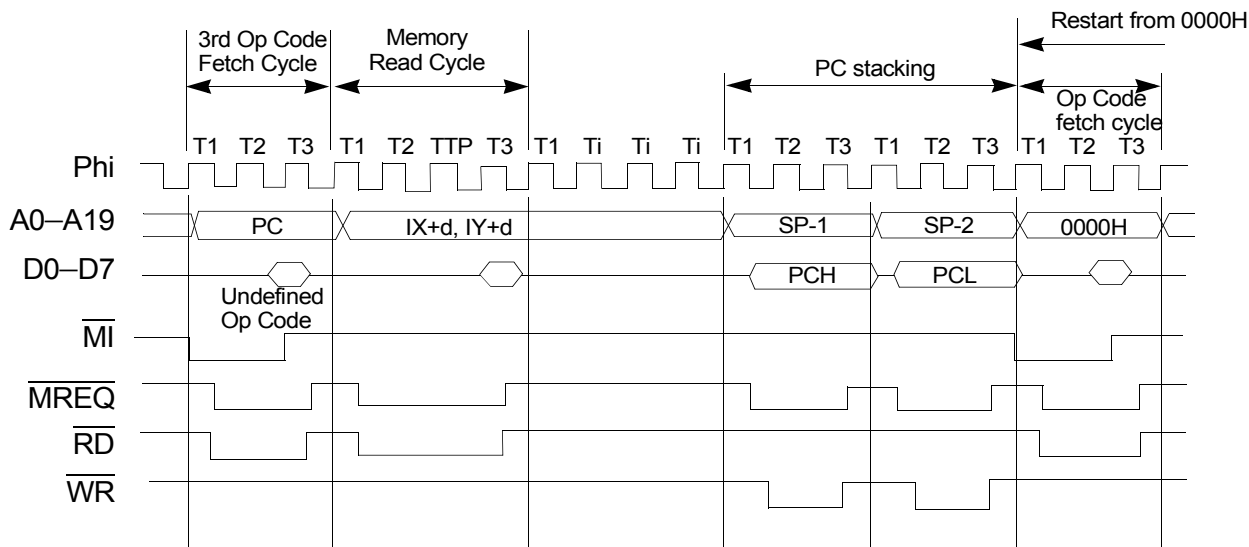 Restart from 0000H
3rd Op Code
Fetch Cycle
Memory
Read Cycle
PC stacking
Op Code
fetch cycle
T1 T2 T3 T1 T2 TTP T3 T1 Ti Ti Ti T1 T2 T3 T1 T2 T3 T1 T2 T3
Phi
A0–A19 PC IX+d, IY+d SP-1 SP-2 0000H
D0–D7 PCH PCL
Undefined
Op Code
MI
MREQ
RD
WR